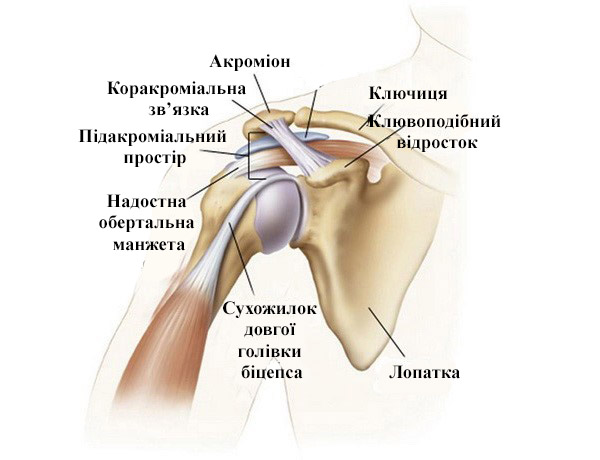 Акроміон
Коракроміальна
зв’язка
Підакроміальний
простір
Надостна
обертальна
манжета
Ключиця
Клювоподібний
відросток
Сухожилок
довгої
голівки
біцепса
Лопатка